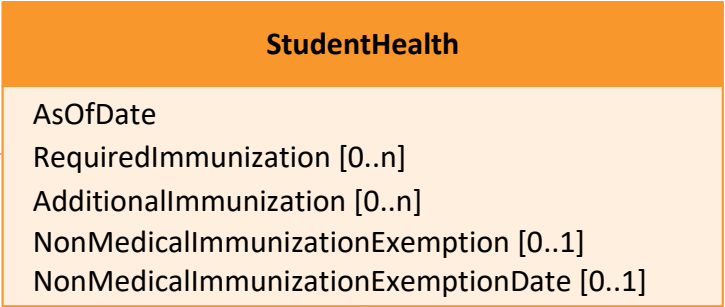 StudentHealth
AsOfDate
RequiredImmunization [0..n]
AdditionalImmunization [0..n]
NonMedicalImmunizationExemption [0..1]
NonMedicalImmunizationExemptionDate [0..1]